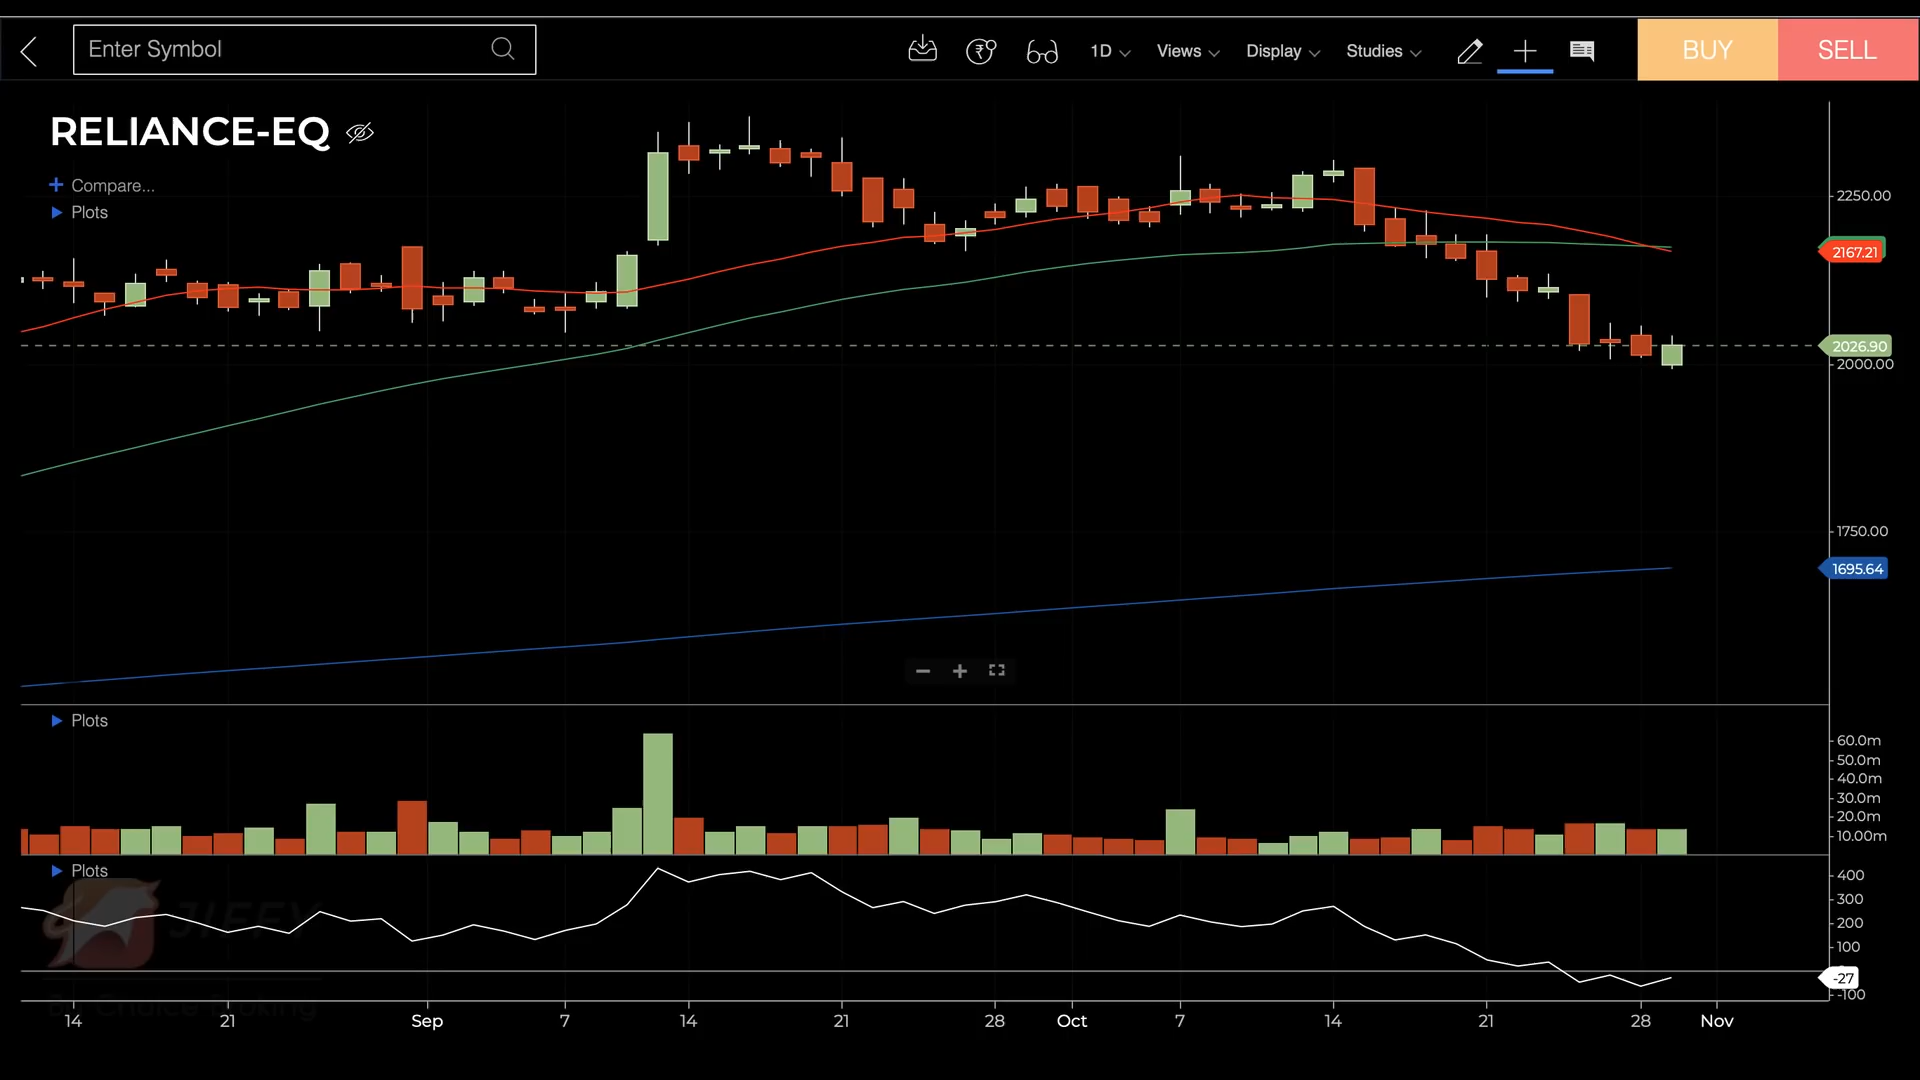 Enter Symbol
1D
Views
Display
Studies
BUY
SELL
RELIANCE-EQ
Compare...
Plots
2250.00
2167.21
2026.90
2000.00
1750.00
1695.64
Plots
60.0m
50.0m
40.0m
30.0m
20.0m
10.00m
Plots
JIFFY
400
300
200
100
-27
-100
14 21 Sep 7 14 21 28 Oct 7 14 21 28 Nov